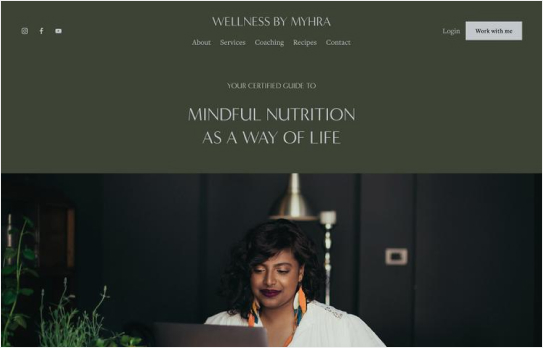 WELLNESS BY MYHRA
About Services Coaching Recipes Contact
Login Work with me
YOUR CERTIFIED GUIDE TO
MINDFUL NUTRITION
AS A WAY OF LIFE